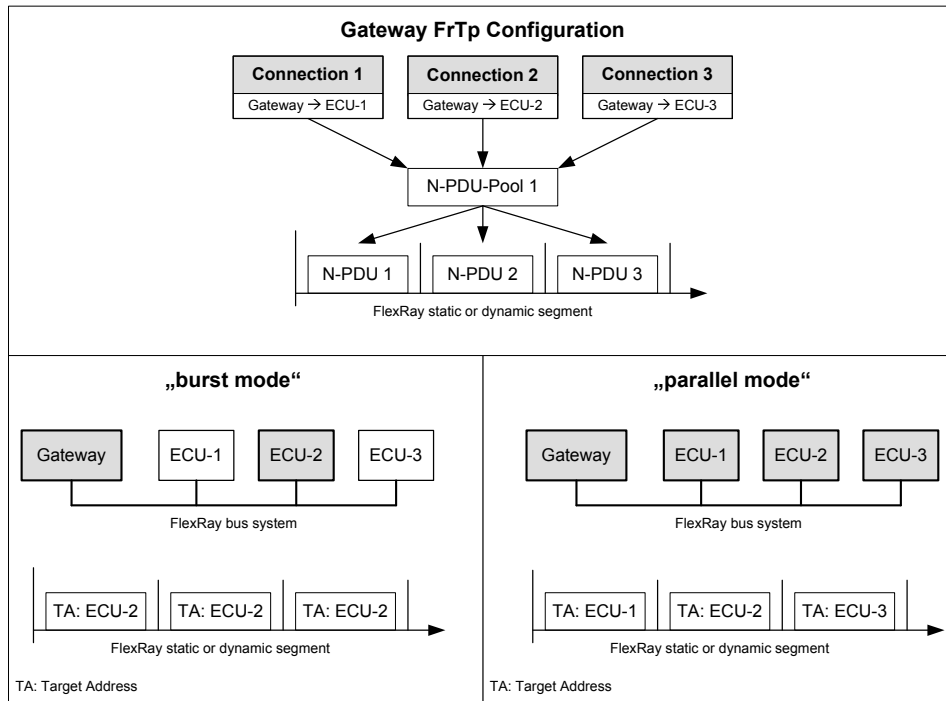 Gateway FrTp Configuration
Connection 1
Connection 2
Connection 3
Gateway → ECU-1
Gateway → ECU-2
Gateway → ECU-3
N-PDU-Pool 1
N-PDU 1
N-PDU 2
N-PDU 3
FlexRay static or dynamic segment
„burst mode“
Gateway
ECU-1
ECU-2
ECU-3
FlexRay bus system
TA: ECU-2
TA: ECU-2
TA: ECU-2
FlexRay static or dynamic segment
TA: Target Address
„parallel mode“
Gateway
ECU-1
ECU-2
ECU-3
FlexRay bus system
TA: ECU-1
TA: ECU-2
TA: ECU-3
FlexRay static or dynamic segment
TA: Target Address